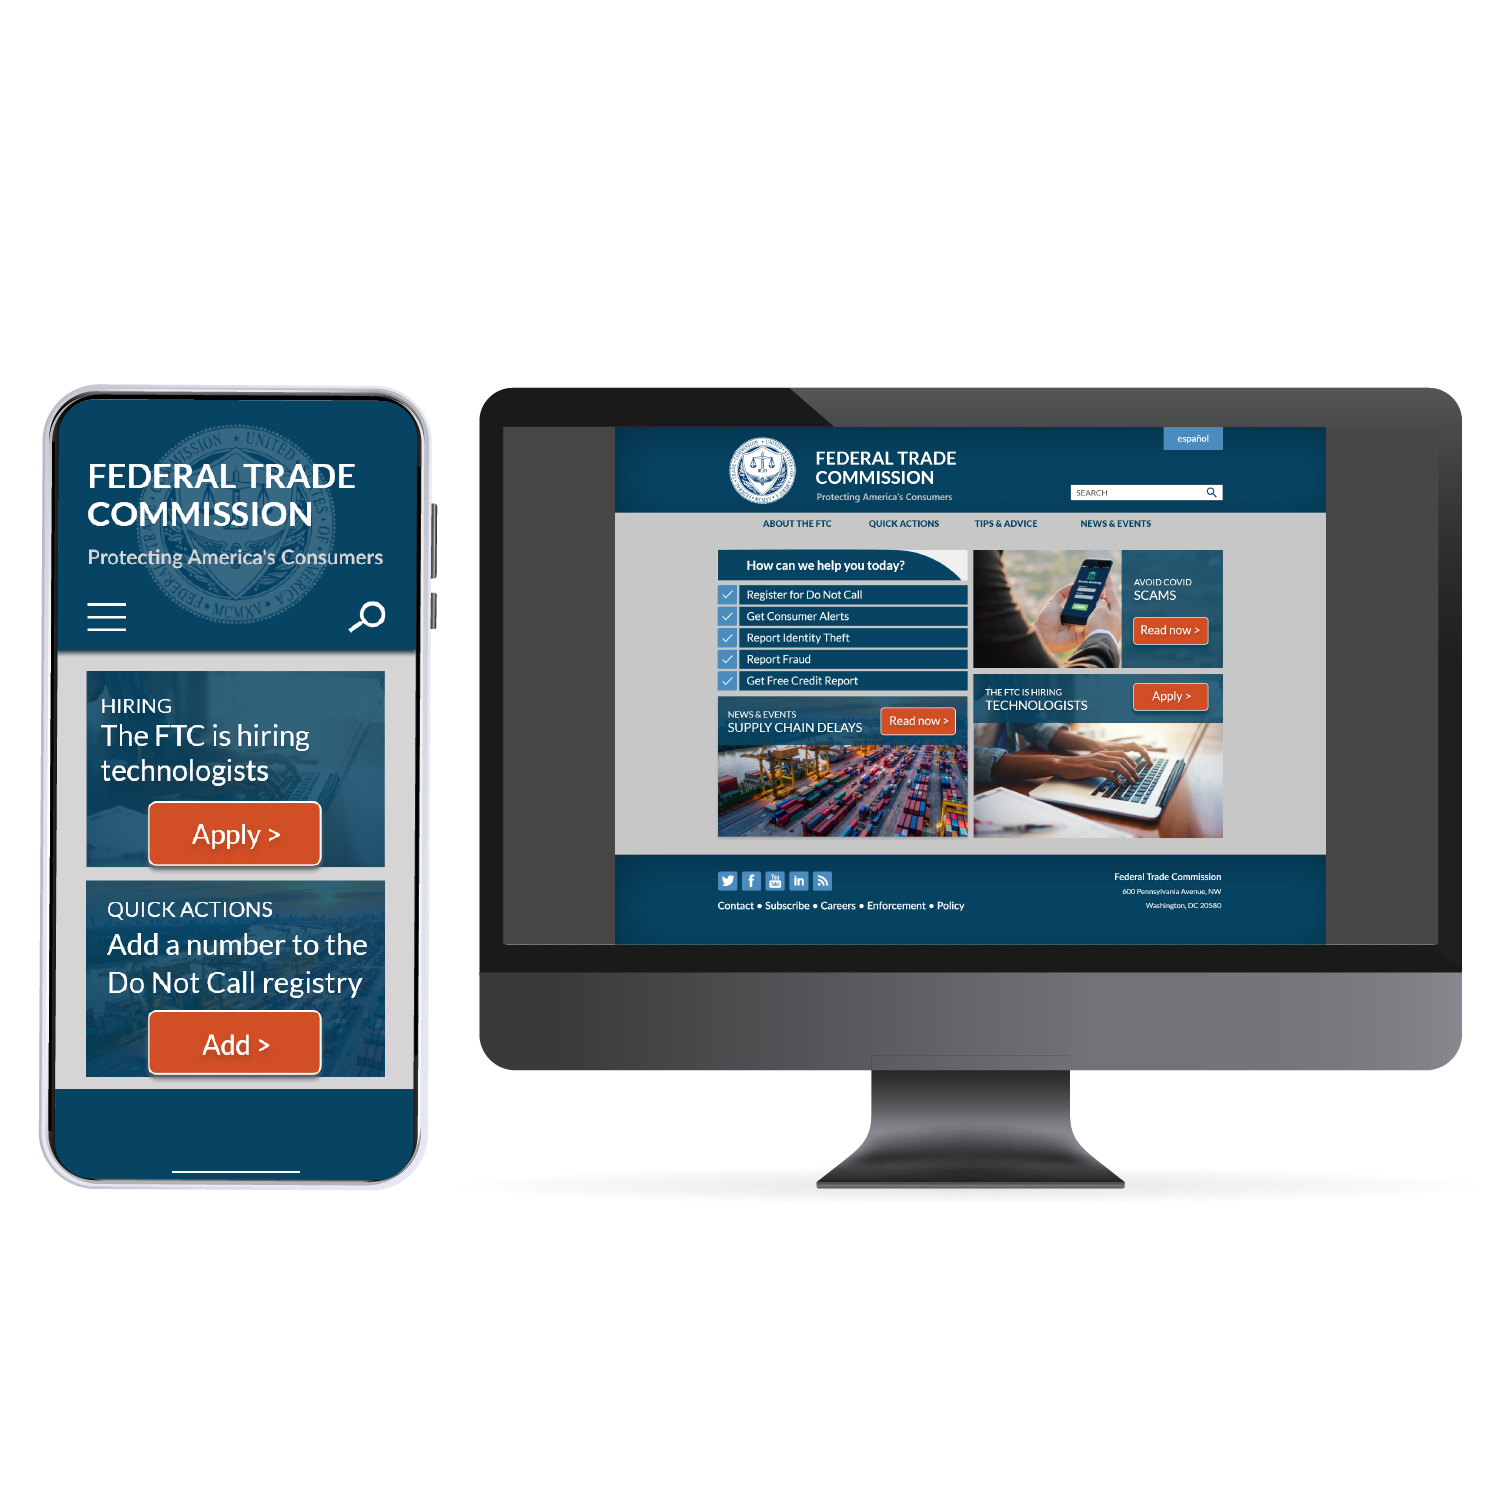 FEDERAL TRADE
COMMISSION
Protecting America's Consumers
MCMXV
HIRING
The FTC is hiring
technologists
Apply >
QUICK ACTIONS
Add a number to the
Do Not Call registry
Add >
español
FEDERAL TRADE
COMMISSION
Protecting America's Consumers
SEARCH
ABOUT THE FTC
QUICK ACTIONS
TIPS & ADVICE
NEWS & EVENTS
How can we help you today?
Register for Do Not Call
Get Consumer Alerts
Report Identity Theft
Report Fraud
Get Free Credit Report
AVOID COVID
SCAMS
Read now >
NEWS & EVENTS
SUPPLY CHAIN DELAYS
Read now >
THE FTC IS HIRING
TECHNOLOGISTS
Apply >
Contact • Subscribe • Careers • Enforcement • Policy
Federal Trade Commission
600 Pennsylvania Avenue, NW
Washington, DC 20580